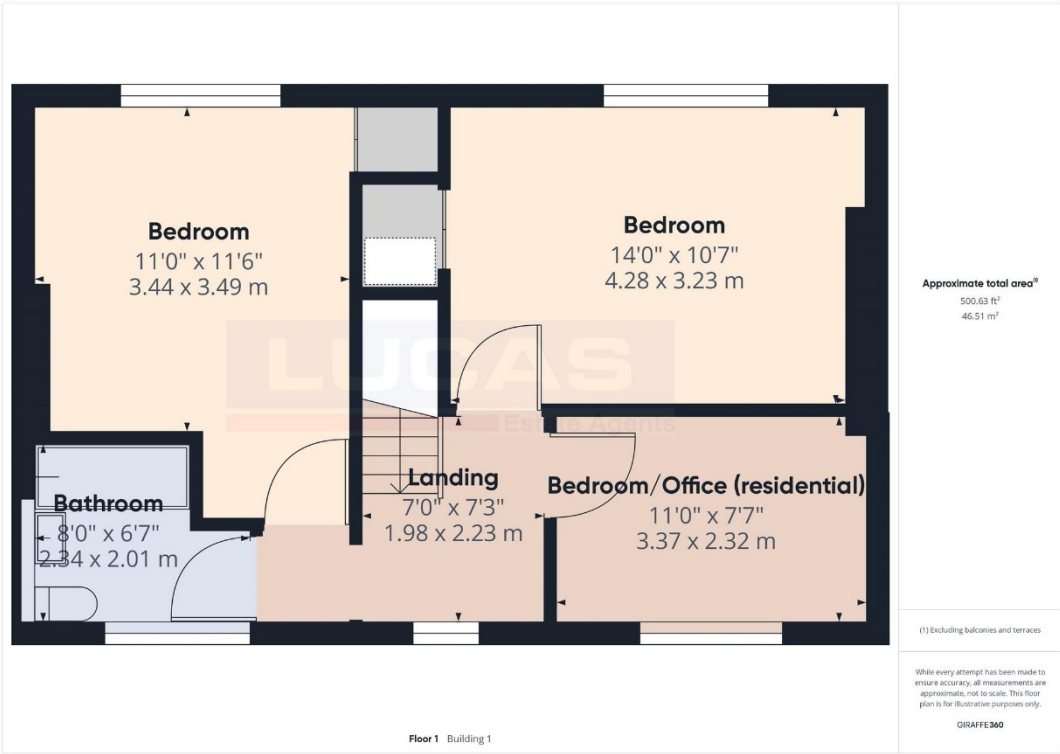 Bedroom
11'0" x 11'6"
3.44 x 3.49 m
Bedroom
14'0" x 10'7"
4.28 x 3.23 m
LUCAS
Estate Agents
Bathroom
8'0" x 6'7"
2.34 x 2.01 m
Landing
7'0" x 7'3"
1.98 x 2.23 m
Bedroom/Office (residential)
11'0" x 7'7"
3.37 x 2.32 m
Floor 1 Building 1
Approximate total area⁽¹⁾
500.63 ft²
46.51 m²
(1) Excluding balconies and terraces
While every attempt has been made to
ensure accuracy, all measurements are
approximate, not to scale. This floor
plan is for illustrative purposes only.
GIRAFFE360